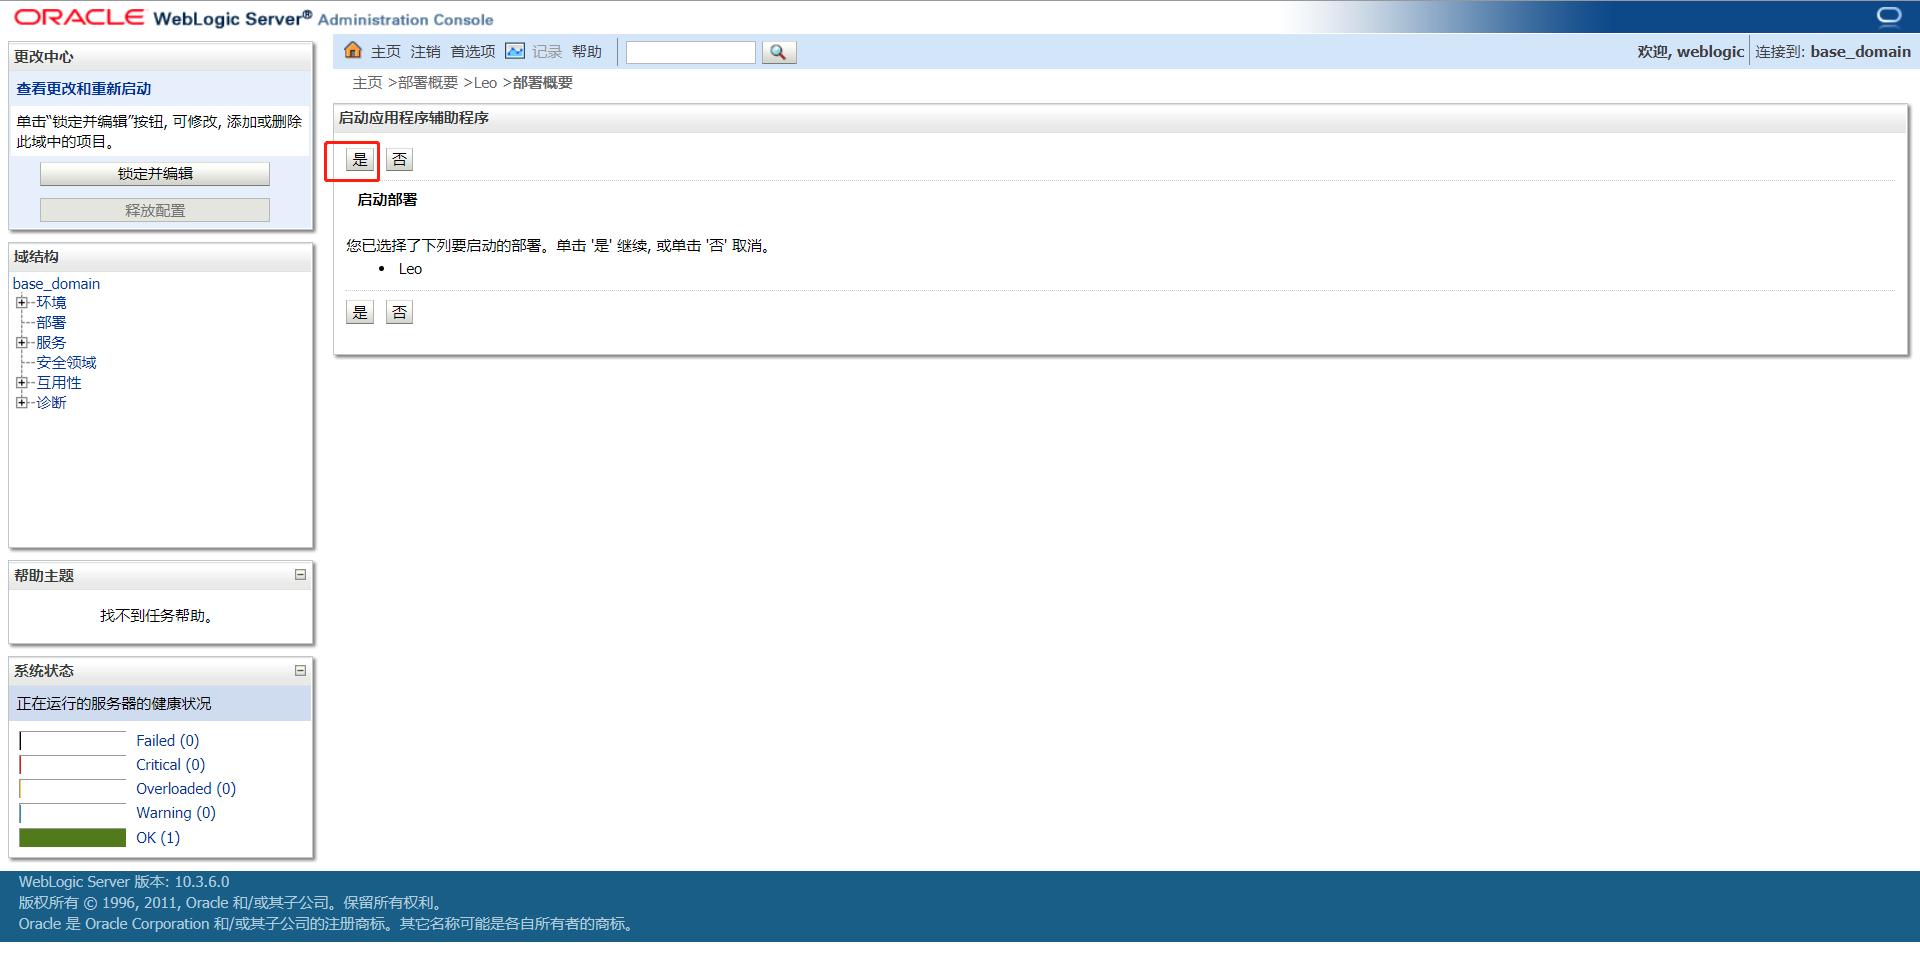 ORACLE WebLogic Server® Administration Console
更改中心
查看更改和重新启动
单击“锁定并编辑”按钮, 可修改, 添加或删除
此域中的项目。
锁定并编辑
释放配置
域结构
base_domain
环境
部署
服务
安全领域
互用性
诊断
帮助主题
找不到任务帮助。
系统状态
正在运行的服务器的健康状况
Failed (0)
Critical (0)
Overloaded (0)
Warning (0)
OK (1)
主页 注销 首选项 记录 帮助
欢迎, weblogic 连接到: base_domain
主页 >部署概要 >Leo >部署概要
启动应用程序辅助程序
是 否
启动部署
您已选择了下列要启动的部署。单击 '是' 继续, 或单击 '否' 取消。
• Leo
是 否
WebLogic Server 版本: 10.3.6.0
版权所有 © 1996, 2011, Oracle 和/或其子公司。保留所有权利。
Oracle 是 Oracle Corporation 和/或其子公司的注册商标。其它名称可能是各自所有者的商标。